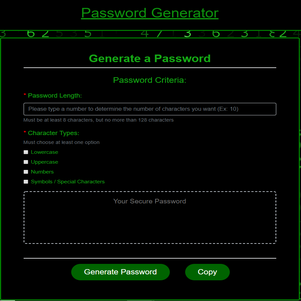 Password Generator
Generate a Password
Password Criteria:
* Password Length:
Please type a number to determine the number of characters you want (Ex: 10)
Must be at least 8 characters, but no more than 128 characters
* Character Types:
Must choose at least one option
Lowercase
Uppercase
Numbers
Symbols / Special Characters
Your Secure Password
Generate Password
Copy